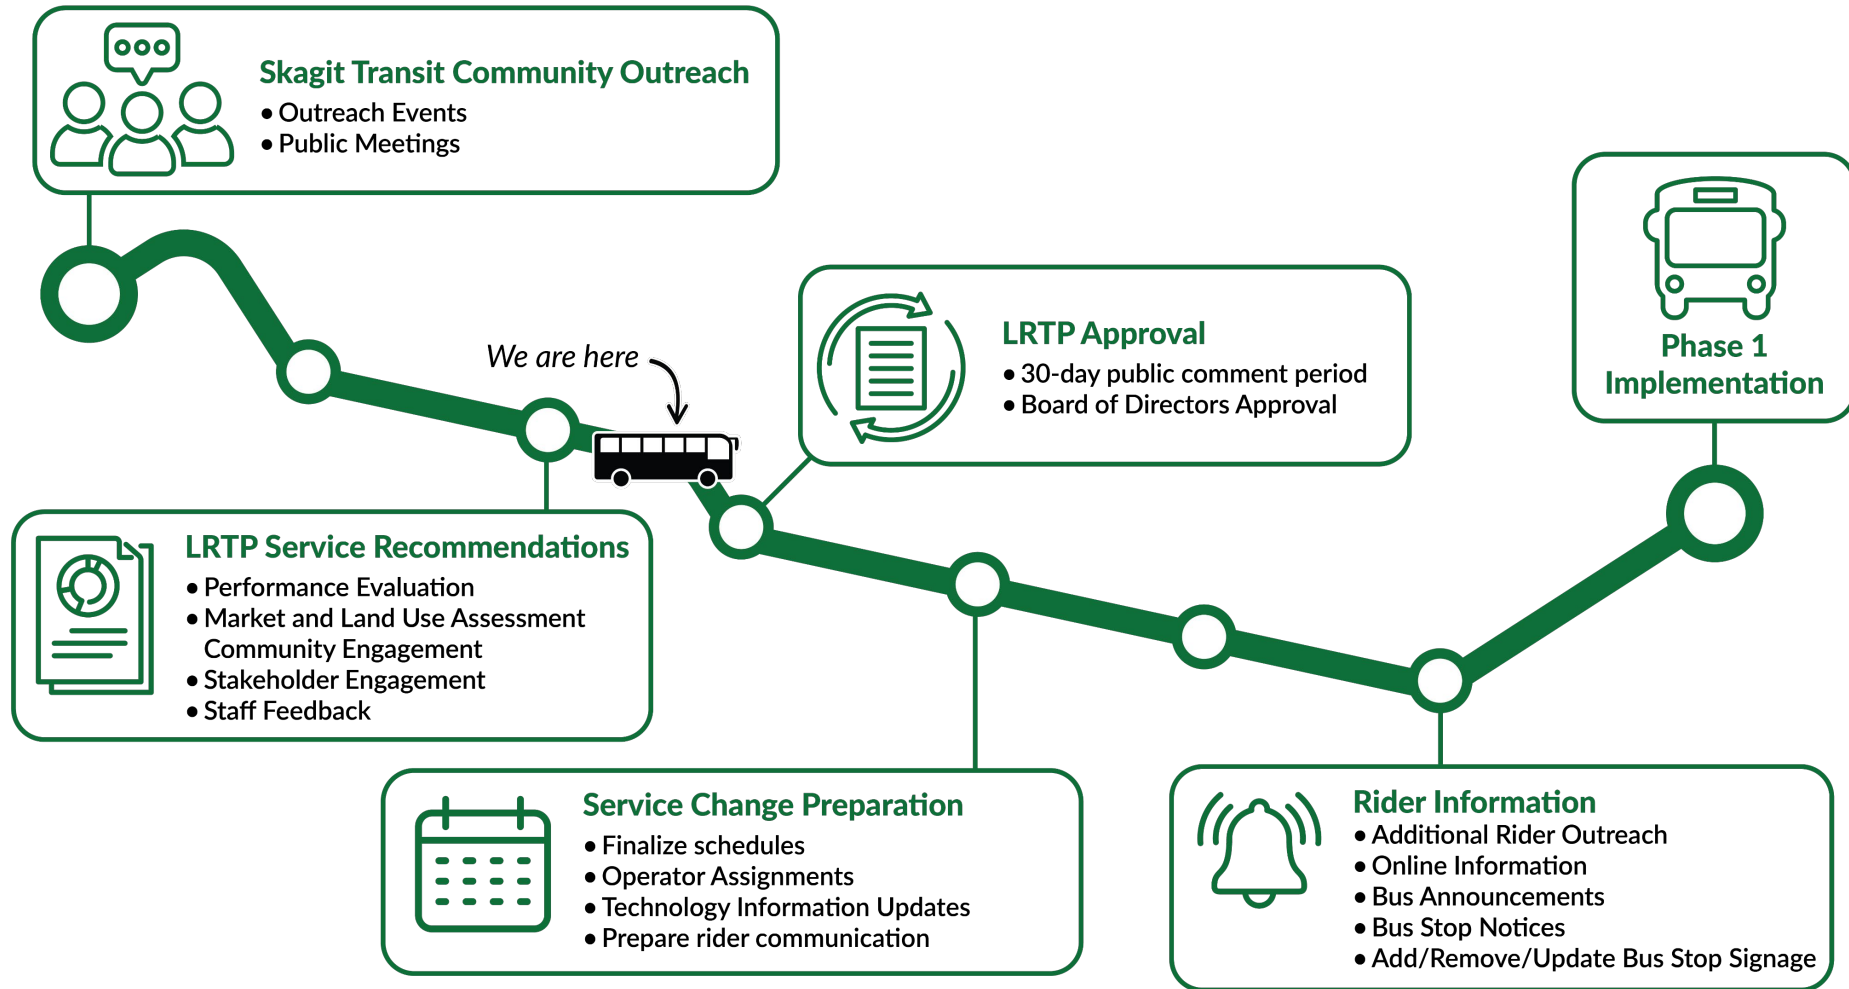 Skagit Transit Community Outreach
• Outreach Events
• Public Meetings
We are here
LRTP Service Recommendations
• Performance Evaluation
• Market and Land Use Assessment
Community Engagement
• Stakeholder Engagement
• Staff Feedback
LRTP Approval
• 30-day public comment period
• Board of Directors Approval
Service Change Preparation
• Finalize schedules
• Operator Assignments
• Technology Information Updates
• Prepare rider communication
Rider Information
• Additional Rider Outreach
• Online Information
• Bus Announcements
• Bus Stop Notices
• Add/Remove/Update Bus Stop Signage
Phase 1
Implementation